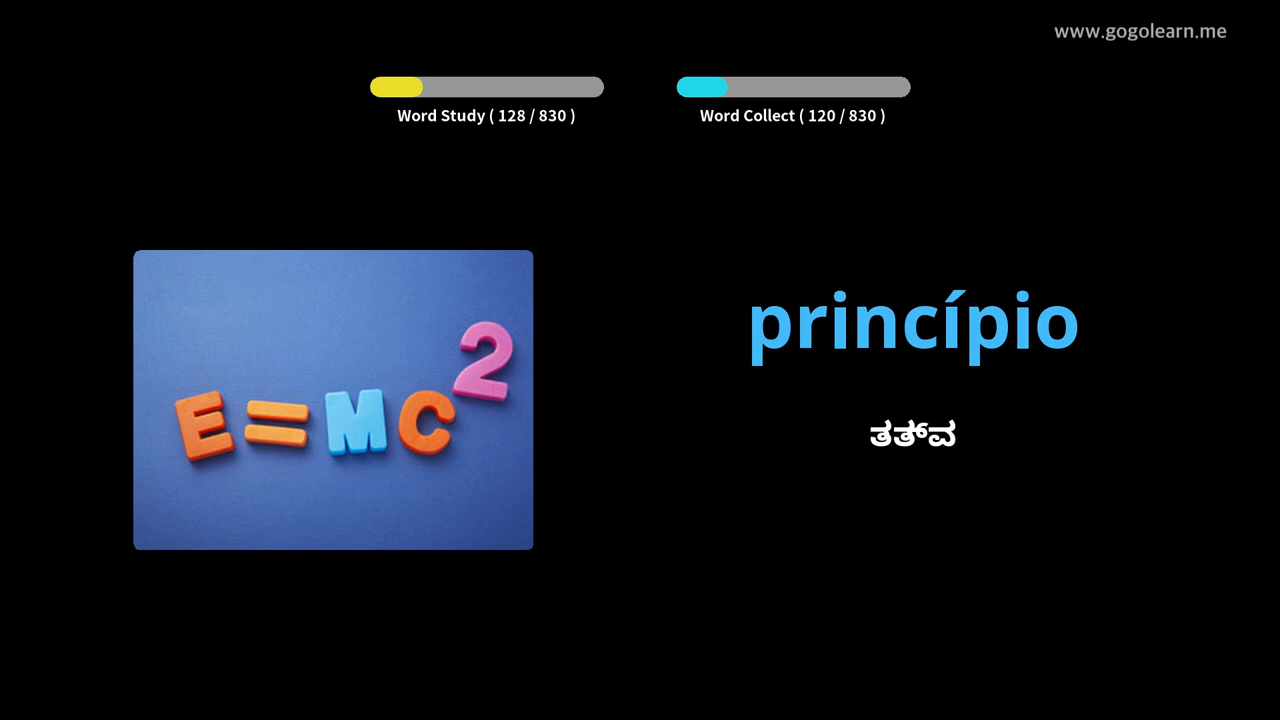 www.gogolearn.me
Word Study ( 128 / 830 )
Word Collect ( 120 / 830 )
E=MC²
princípio
ತತ್ವ